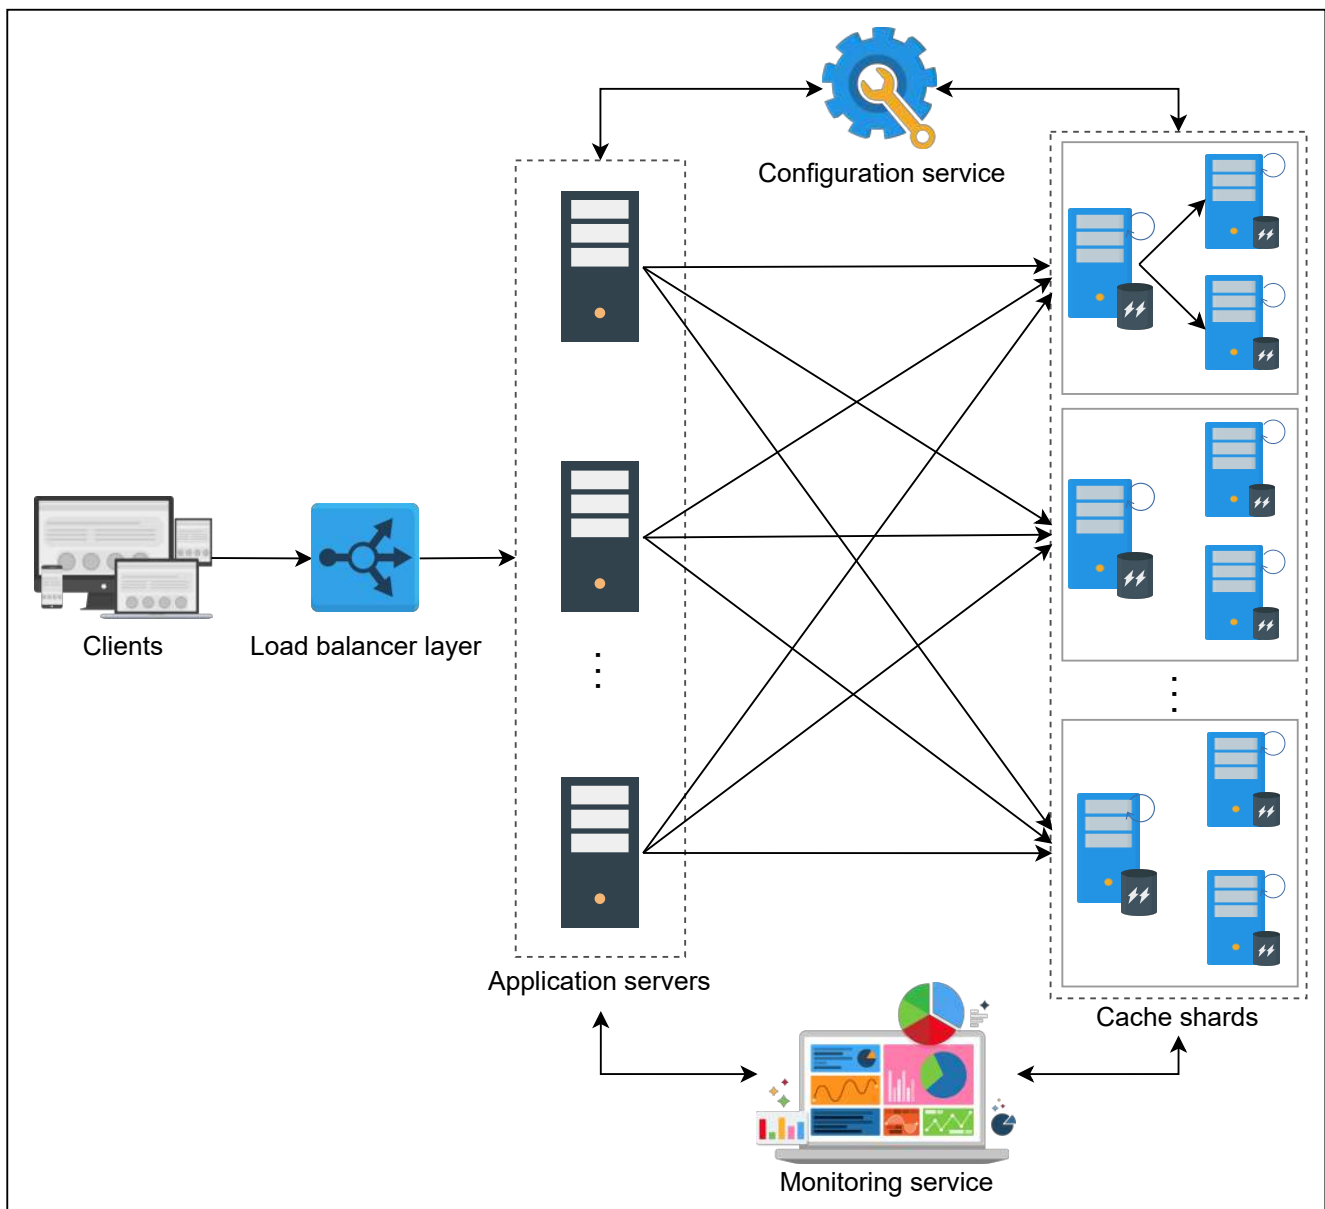 Configuration service
Clients
Load balancer layer
Application servers
Cache shards
Monitoring service